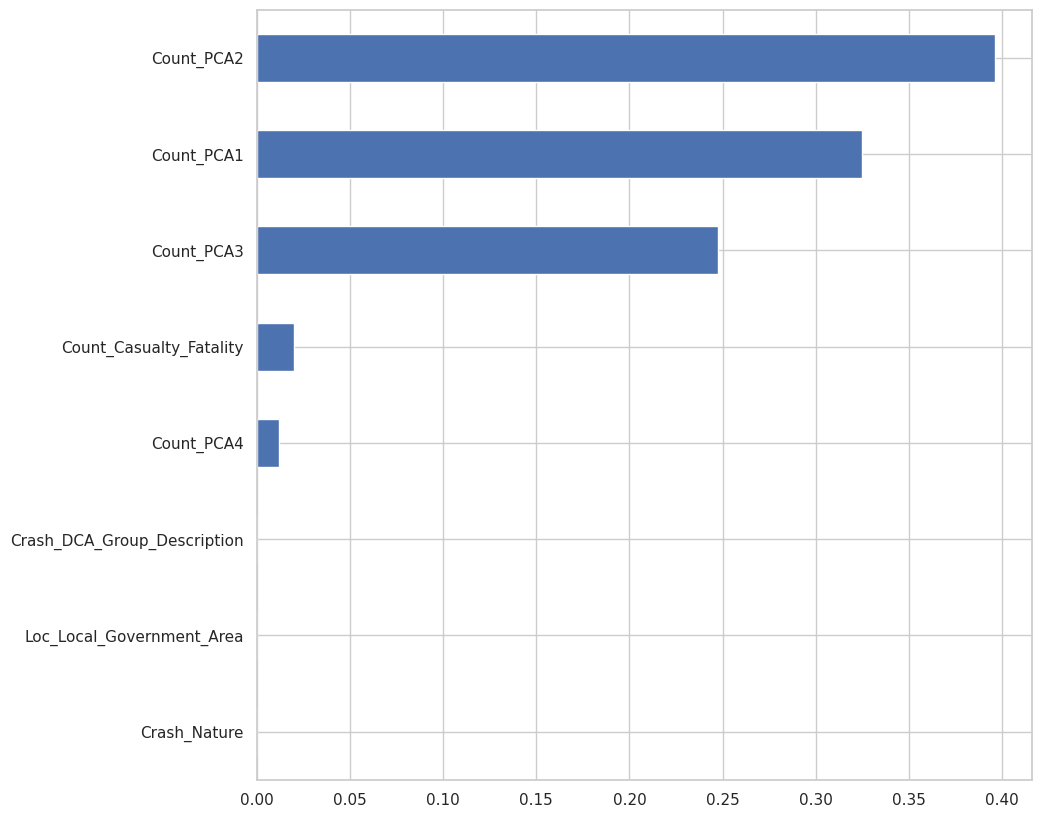 Count_PCA2
Count_PCA1
Count_PCA3
Count_Casualty_Fatality
Count_PCA4
Crash_DCA_Group_Description
Loc_Local_Government_Area
Crash_Nature
0.00 0.05 0.10 0.15 0.20 0.25 0.30 0.35 0.40